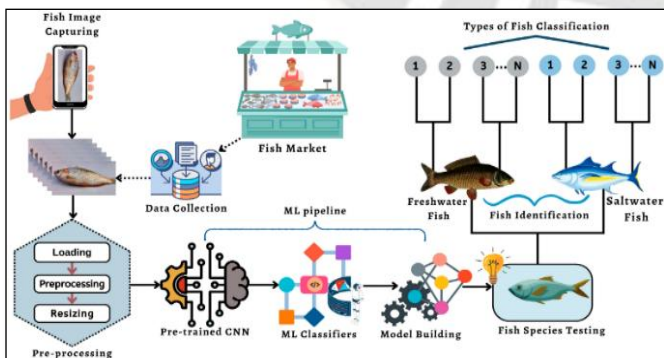 Fish Image
Capturing
Types of Fish Classification
1 2 3 N 1 2 3 N
Fish Market
Data Collection
Freshwater
Fish
Fish Identification
Saltwater
Fish
ML pipeline
Loading
Preprocessing
Resizing
Pre-processing
Pre-trained CNN
ML Classifiers
Model Building
Fish Species Testing